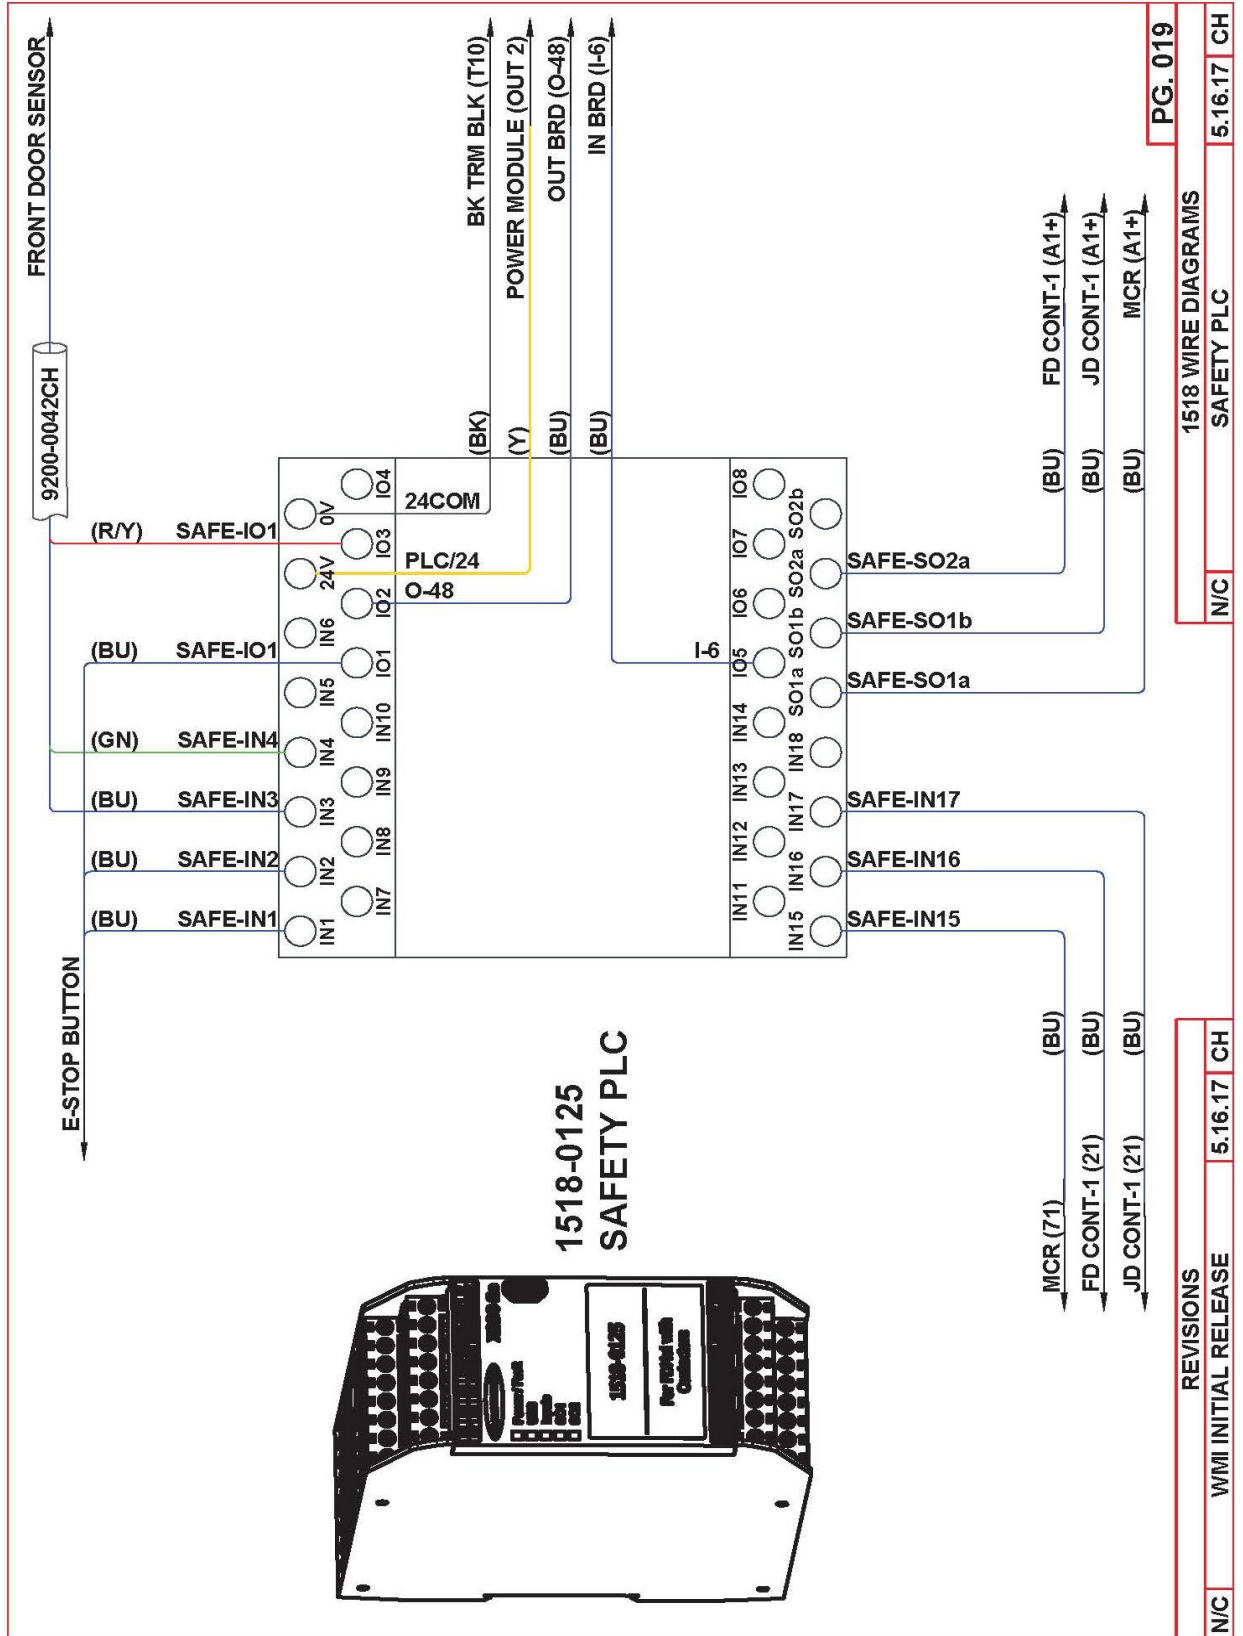 E-STOP BUTTON
FRONT DOOR SENSOR
9200-0042CH
(BU) SAFE-IN1
(BU) SAFE-IN2
(BU) SAFE-IN3
(GN) SAFE-IN4
(BU) SAFE-IO1
(R/Y) SAFE-IO1
IN1
IN2
IN3
IN4
IN5
IN6
24V
0V
IN7
IN8
IN9
IN10
IO1
IO2
IO3
IO4
24COM
PLC/24
O-48
I-6
(BK)
(Y)
(BU)
(BU)
BK TRM BLK (T10)
POWER MODULE (OUT 2)
OUT BRD (O-48)
IN BRD (I-6)
IN11
IN12
IN13
IN14
IO5
IO6
IO7
IO8
IN15
IN16
IN17
IN18
SO1a
SO1b
SO2a
SO2b
SAFE-IN15
SAFE-IN16
SAFE-IN17
SAFE-SO1a
SAFE-SO1b
SAFE-SO2a
MCR (71) (BU)
FD CONT-1 (21) (BU)
JD CONT-1 (21) (BU)
(BU) FD CONT-1 (A1+)
(BU) JD CONT-1 (A1+)
(BU) MCR (A1+)
1518-0125
SAFETY PLC
1518-0125
PG. 019
REVISIONS
N/C WMI INITIAL RELEASE 5.16.17 CH
1518 WIRE DIAGRAMS
N/C SAFETY PLC 5.16.17 CH